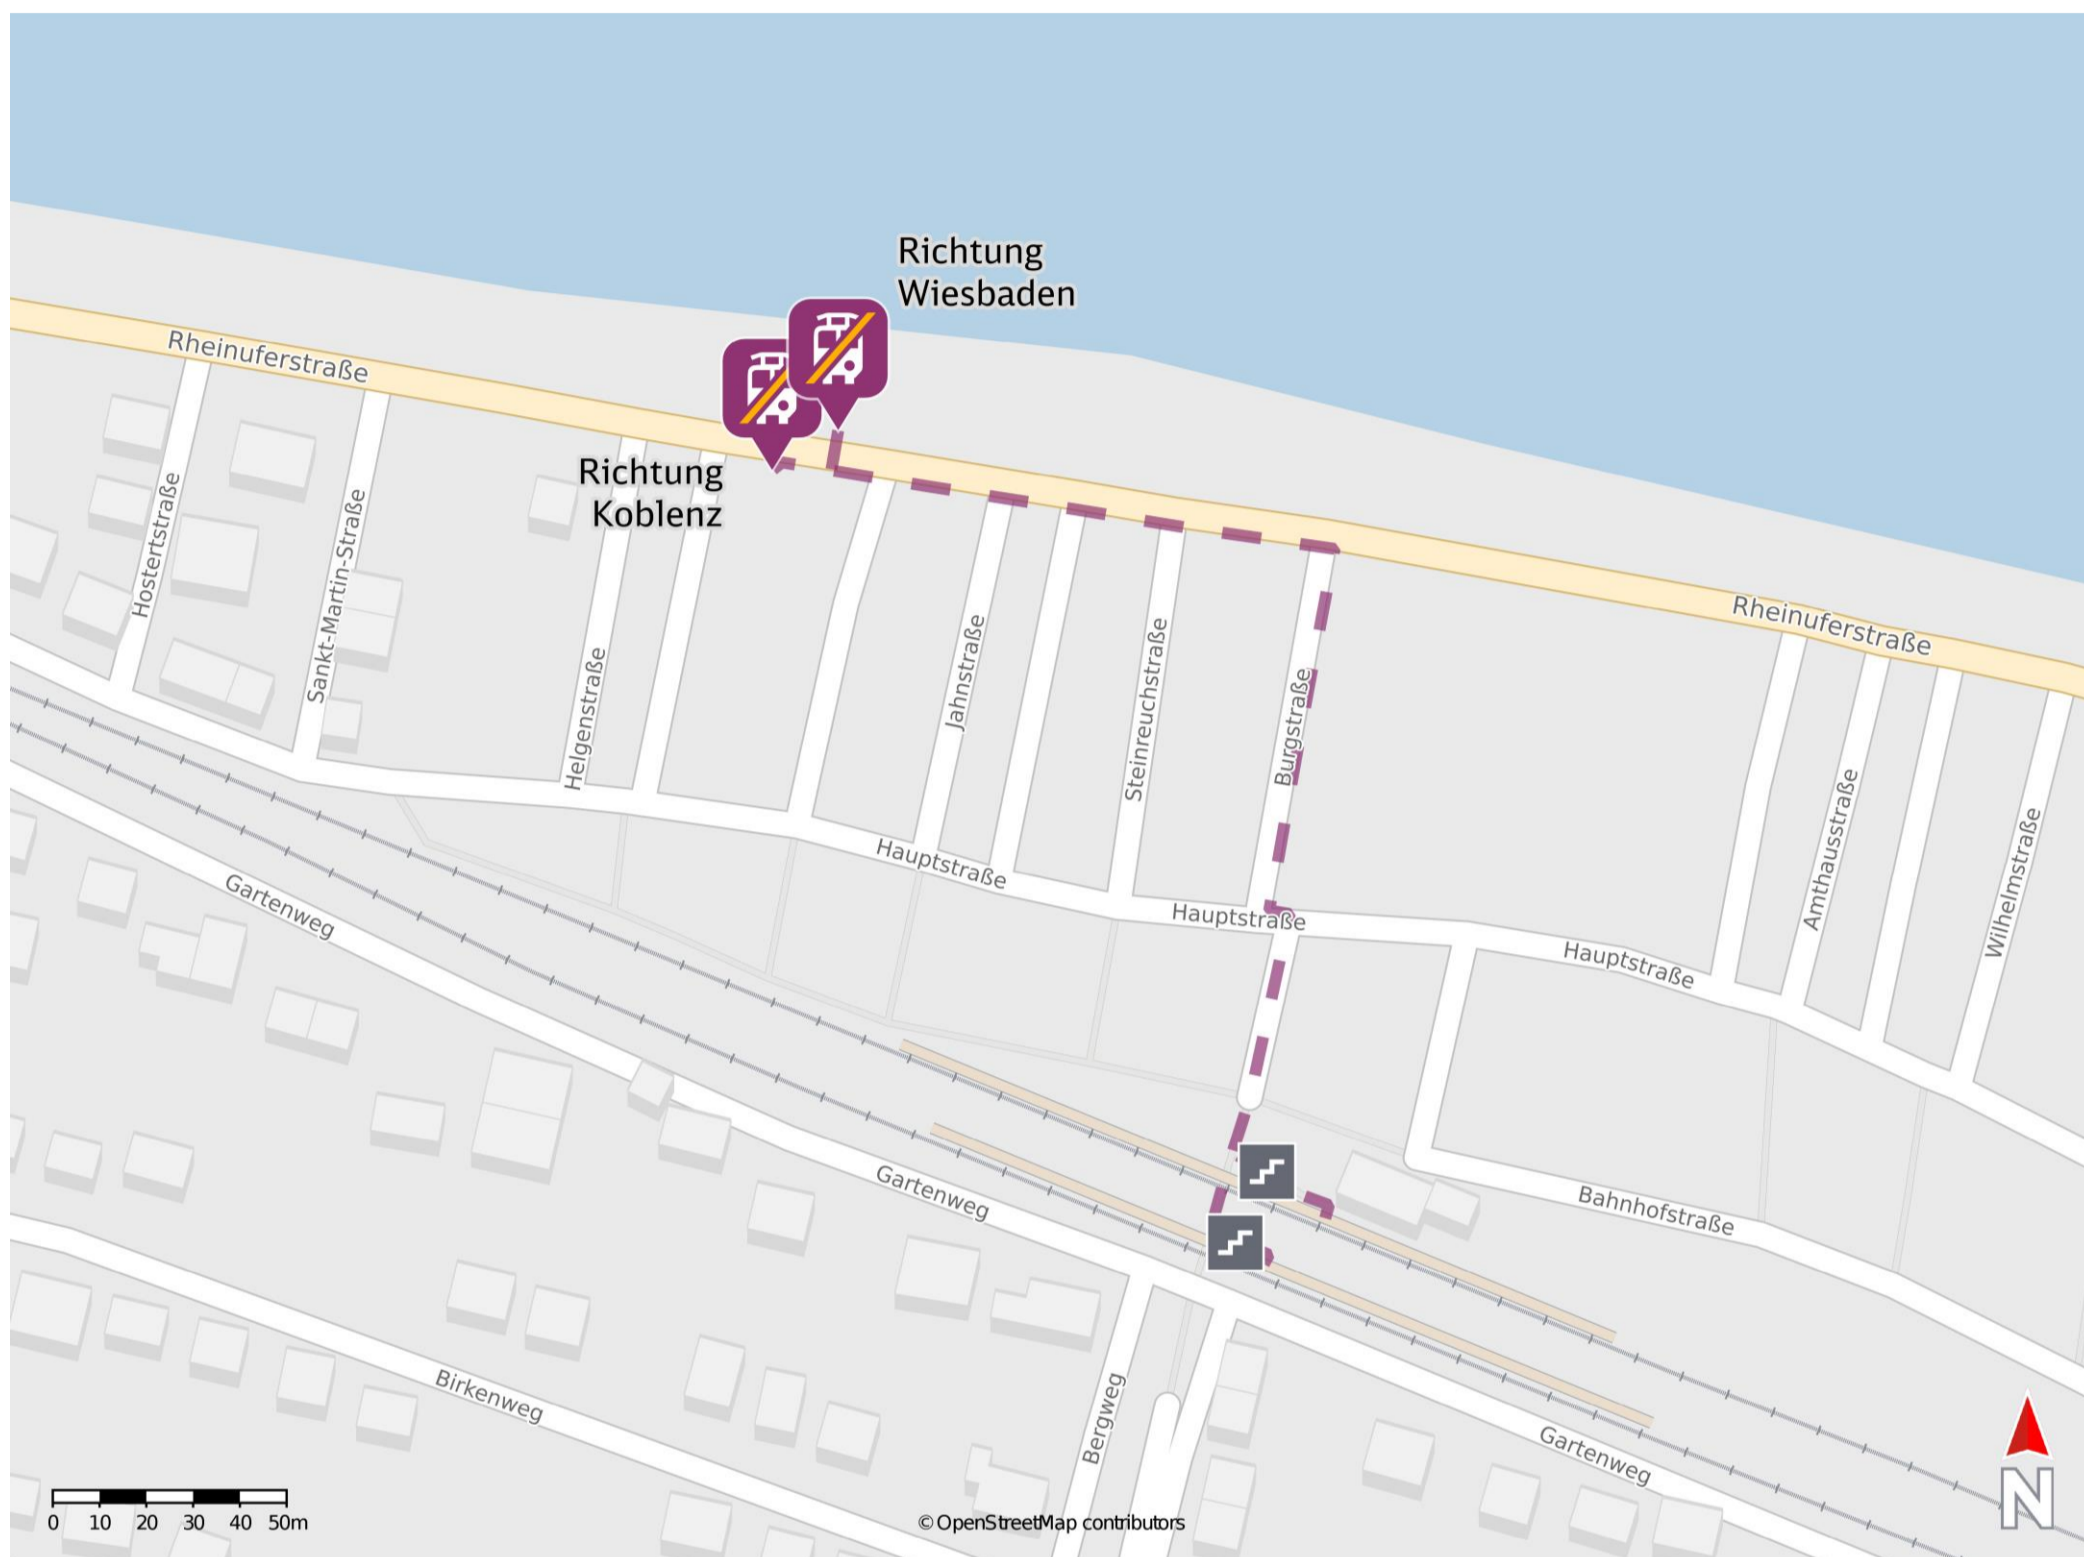 Richtung
Wiesbaden
Rheinuferstraße
Richtung
Koblenz
Hostertstraße
Sankt-Martin-Straße
Helgenstraße
Jahnstraße
Steinreuchstraße
Burgstraße
Rheinuferstraße
Amthausstraße
Wilhelmstraße
Hauptstraße
Hauptstraße
Hauptstraße
Gartenweg
Gartenweg
Bahnhofstraße
Birkenweg
Bergweg
Gartenweg
N
0 10 20 30 40 50m
© OpenStreetMap contributors